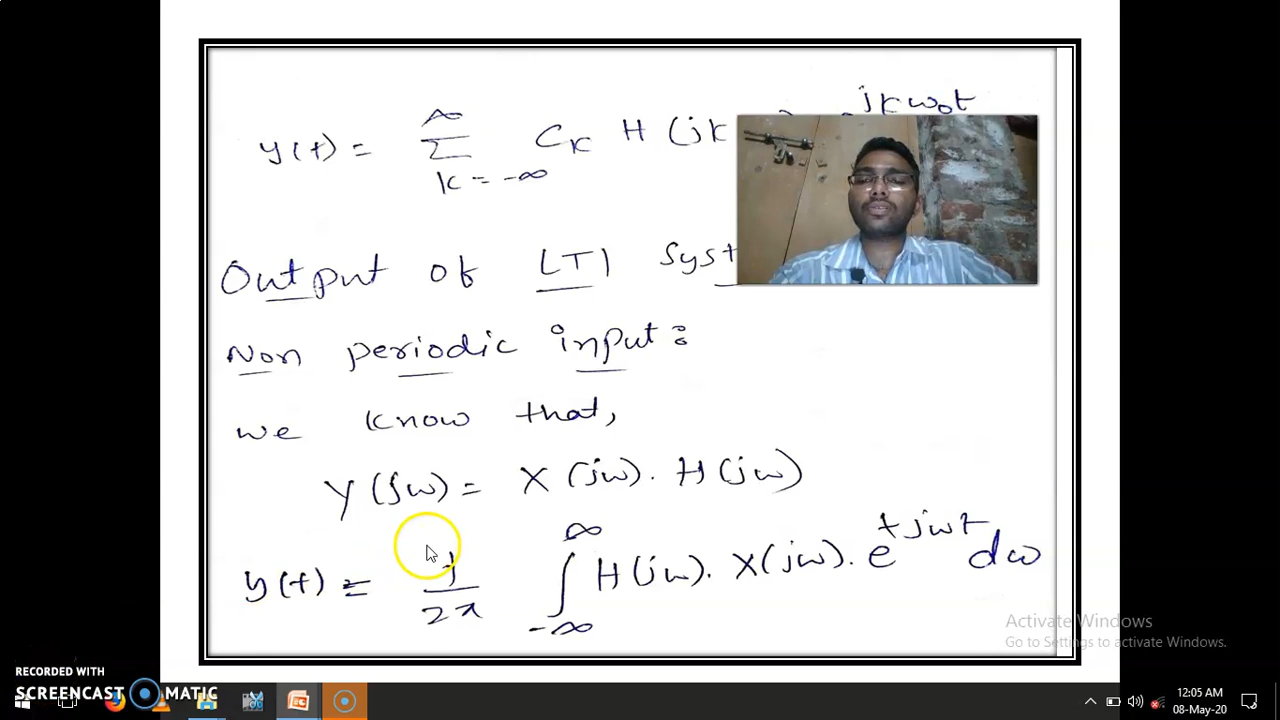 y(t) = ∞ Σ k = -∞ Ck H (jk jkω₀t
Output of LTI Syst
Non periodic input :
we know that,
Y (jω) = X (jω) . H (jω)
y(t) = 1/2π ∫ ∞ -∞ H(jω). X(jω). e^{+jωt} dω
Activate Windows
Go to Settings to activate Windows.
RECORDED WITH
SCREENCAST MATIC
12:05 AM
08-May-20